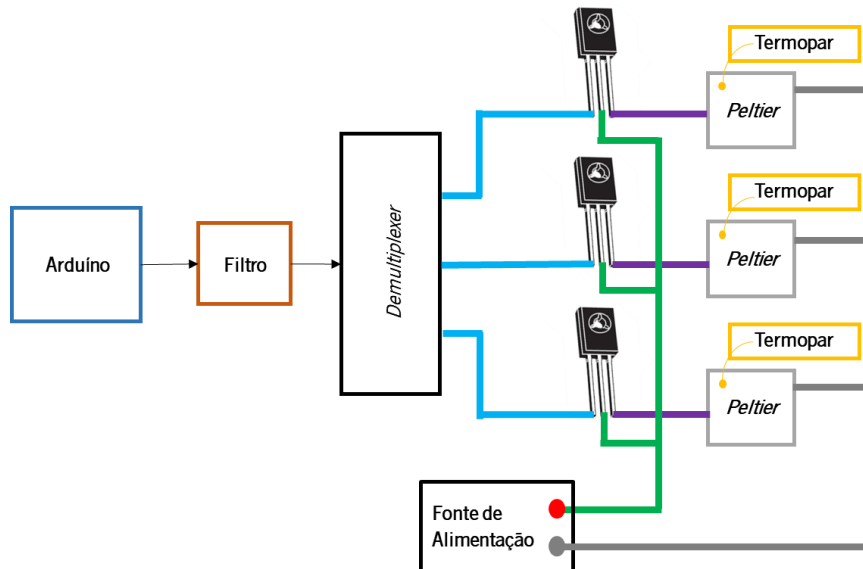 Termopar
Peltier
Termopar
Peltier
Arduíno
Filtro
Demultiplexer
Termopar
Peltier
Fonte de
Alimentação